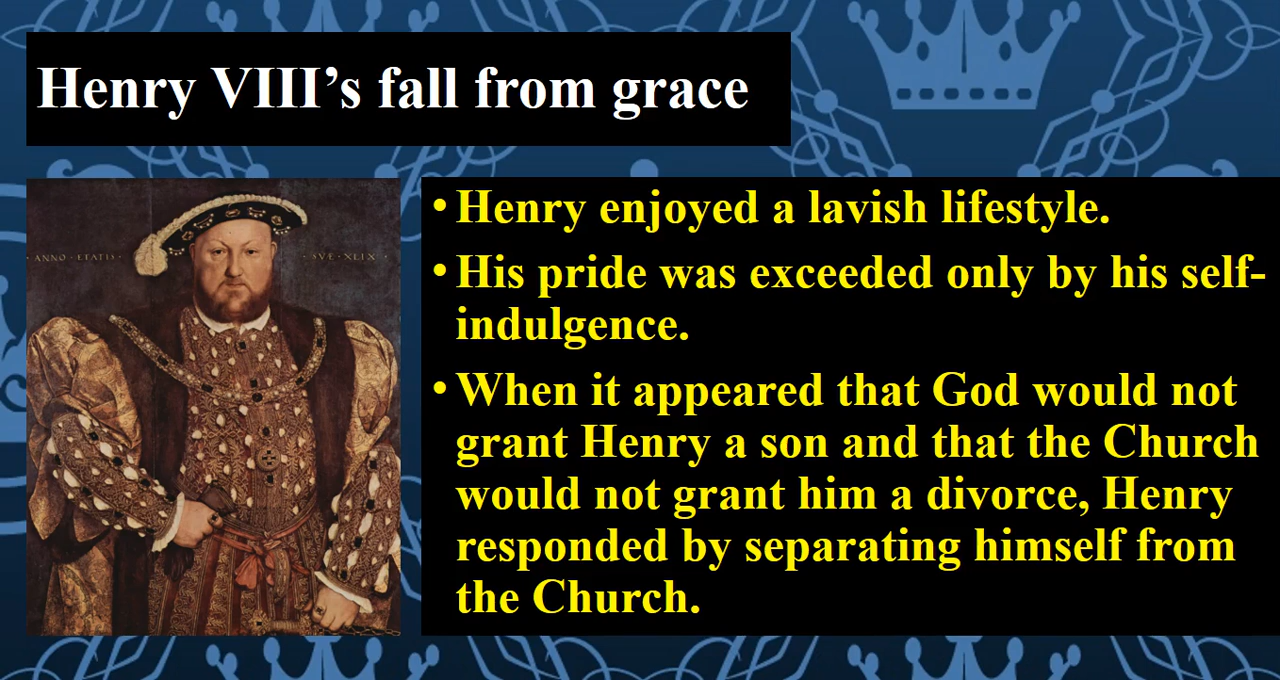 Henry VIII’s fall from grace
ANNO · ETATIS ·
· SVE · XLIX ·
• Henry enjoyed a lavish lifestyle.
• His pride was exceeded only by his self-
indulgence.
• When it appeared that God would not
grant Henry a son and that the Church
would not grant him a divorce, Henry
responded by separating himself from
the Church.